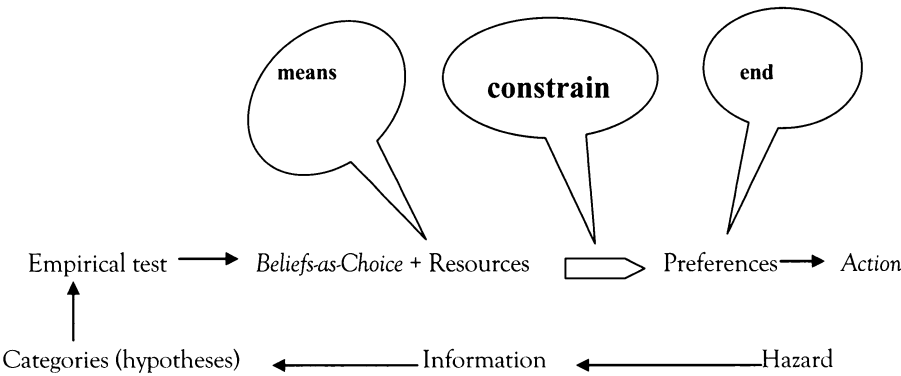 means
constrain
end
Empirical test Beliefs-as-Choice + Resources Preferences Action
Categories (hypotheses) Information Hazard